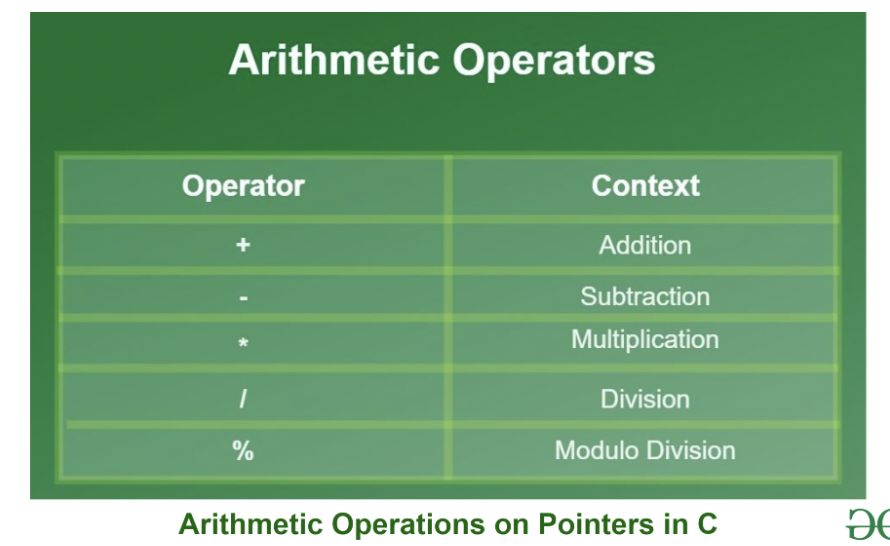 Arithmetic Operators
Operator Context
+ Addition
- Subtraction
* Multiplication
/ Division
% Modulo Division
Arithmetic Operations on Pointers in C